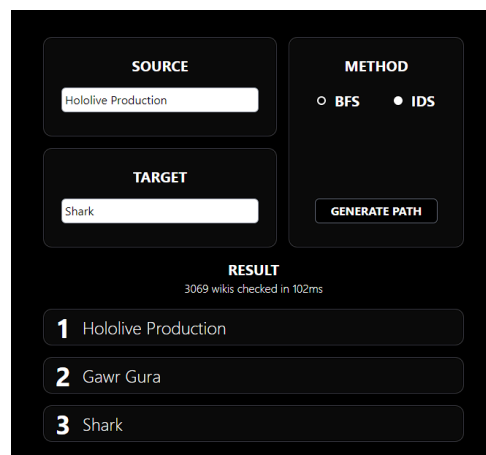 SOURCE
Hololive Production
TARGET
Shark
METHOD
BFS IDS
GENERATE PATH
RESULT
3069 wikis checked in 102ms
1 Hololive Production
2 Gawr Gura
3 Shark